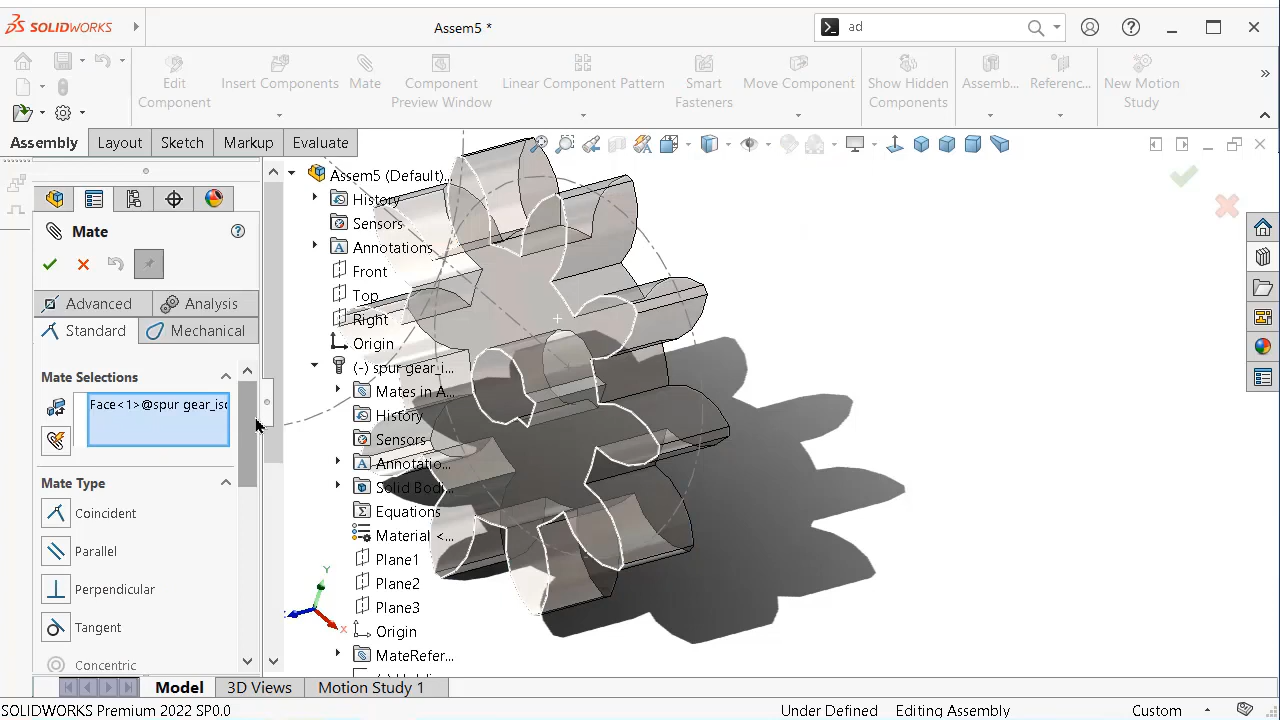 SOLIDWORKS
Assem5 *
ad
Edit Component
Insert Components
Mate
Component Preview Window
Linear Component Pattern
Smart Fasteners
Move Component
Show Hidden Components
Assemb...
Referenc...
New Motion Study
Assembly
Layout
Sketch
Markup
Evaluate
Mate
Advanced
Analysis
Standard
Mechanical
Mate Selections
Face<1>@spur gear_is
Mate Type
Coincident
Parallel
Perpendicular
Tangent
Concentric
Assem5 (Default)...
History
Sensors
Annotations
Front
Top
Right
Origin
(-) spur gear_i...
Mates in A
History
Sensors
Annotatio...
Solid Bodi...
Equations
Material <...
Plane1
Plane2
Plane3
Origin
MateRefer...
Y
X
Model
3D Views
Motion Study 1
SOLIDWORKS Premium 2022 SP0.0
Under Defined
Editing Assembly
Custom